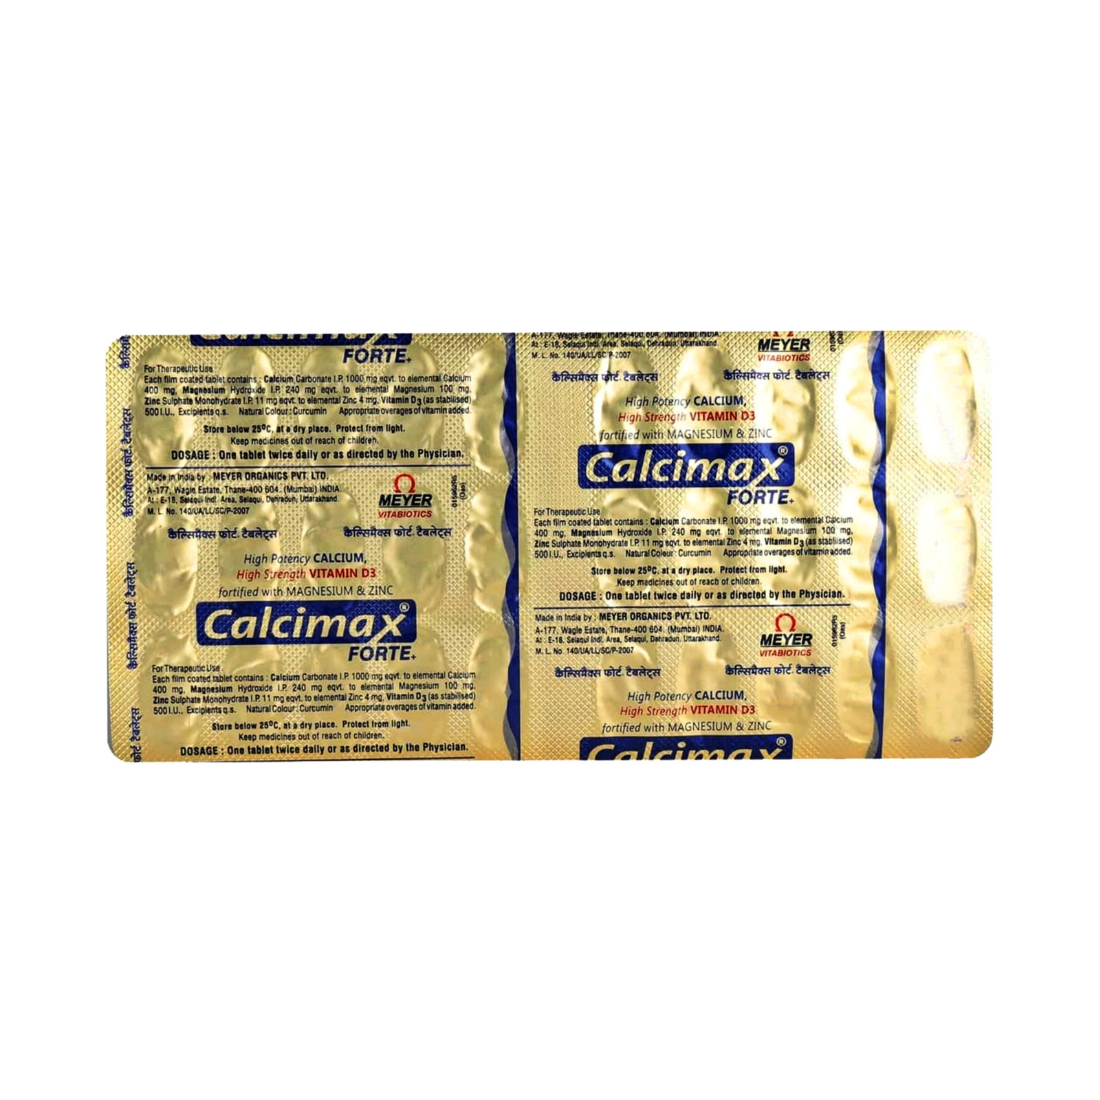 Calcimax
FORTE+
For Therapeutic Use
Each film coated tablet contains : Calcium Carbonate I.P. 1000 mg eqvt. to elemental Calcium
400 mg, Magnesium Hydroxide I.P. 240 mg eqvt. to elemental Magnesium 100 mg,
Zinc Sulphate Monohydrate I.P. 11 mg eqvt. to elemental Zinc 4 mg, Vitamin D3 (as stabilised)
500 I.U., Excipients q.s. Natural Colour : Curcumin Appropriate overages of vitamin added.
Store below 25ºC, at a dry place. Protect from light.
Keep medicines out of reach of children.
DOSAGE : One tablet twice daily or as directed by the Physician.
Made in India by : MEYER ORGANICS PVT. LTD.
A-177, Wagle Estate, Thane-400 604. (Mumbai) INDIA.
At : E-18, Selaqui Indl. Area, Selaqui, Dehradun, Uttarakhand.
M. L. No. 140/UA/LL/SC/P-2007
MEYER
VITABIOTICS
कैल्सिमैक्स फोर्ट+ टैबलेट्स कैल्सिमैक्स फोर्ट+ टैबलेट्स
High Potency CALCIUM,
High Strength VITAMIN D3
fortified with MAGNESIUM & ZINC
Calcimax®
FORTE+
For Therapeutic Use
Each film coated tablet contains : Calcium Carbonate I.P. 1000 mg eqvt. to elemental Calcium
400 mg, Magnesium Hydroxide I.P. 240 mg eqvt. to elemental Magnesium 100 mg,
Zinc Sulphate Monohydrate I.P. 11 mg eqvt. to elemental Zinc 4 mg, Vitamin D3 (as stabilised)
500 I.U., Excipients q.s. Natural Colour : Curcumin Appropriate overages of vitamin added.
Store below 25ºC, at a dry place. Protect from light.
Keep medicines out of reach of children.
DOSAGE : One tablet twice daily or as directed by the Physician.
कैल्सिमैक्स फोर्ट+ टैबलेट्स
कैल्सिमैक्स फोर्ट+ टैबलेट्स
फोर्ट+ टैबलेट्स
A-177, Wagle Estate, Thane-400 604. (Mumbai) INDIA.
At : E-18, Selaqui Indl. Area, Selaqui, Dehradun, Uttarakhand
M. L. No. 140/UA/LL/SC/P-2007
MEYER
VITABIOTICS
कैल्सिमैक्स फोर्ट+ टैबलेट्स कैल्सिमैक्स फोर्ट+ टैबलेट्स
High Potency CALCIUM,
High Strength VITAMIN D3
fortified with MAGNESIUM & ZINC
Calcimax®
FORTE+
For Therapeutic Use
Each film coated tablet contains : Calcium Carbonate I.P. 1000 mg eqvt. to elemental Calcium
400 mg, Magnesium Hydroxide I.P. 240 mg eqvt. to elemental Magnesium 100 mg,
Zinc Sulphate Monohydrate I.P. 11 mg eqvt. to elemental Zinc 4 mg, Vitamin D3 (as stabilised)
500 I.U., Excipients q.s. Natural Colour : Curcumin Appropriate overages of vitamin added.
Store below 25ºC, at a dry place. Protect from light.
Keep medicines out of reach of children.
DOSAGE : One tablet twice daily or as directed by the Physician.
Made in India by : MEYER ORGANICS PVT. LTD.
A-177, Wagle Estate, Thane-400 604. (Mumbai) INDIA.
At : E-18, Selaqui Indl. Area, Selaqui, Dehradun, Uttarakhand.
M. L. No. 140/UA/LL/SC/P-2007
MEYER
VITABIOTICS
कैल्सिमैक्स फोर्ट+ टैबलेट्स कैल्सिमैक्स फोर्ट+ टैबलेट्स
High Potency CALCIUM,
High Strength VITAMIN D3
fortified with MAGNESIUM & ZINC
Calcimax®